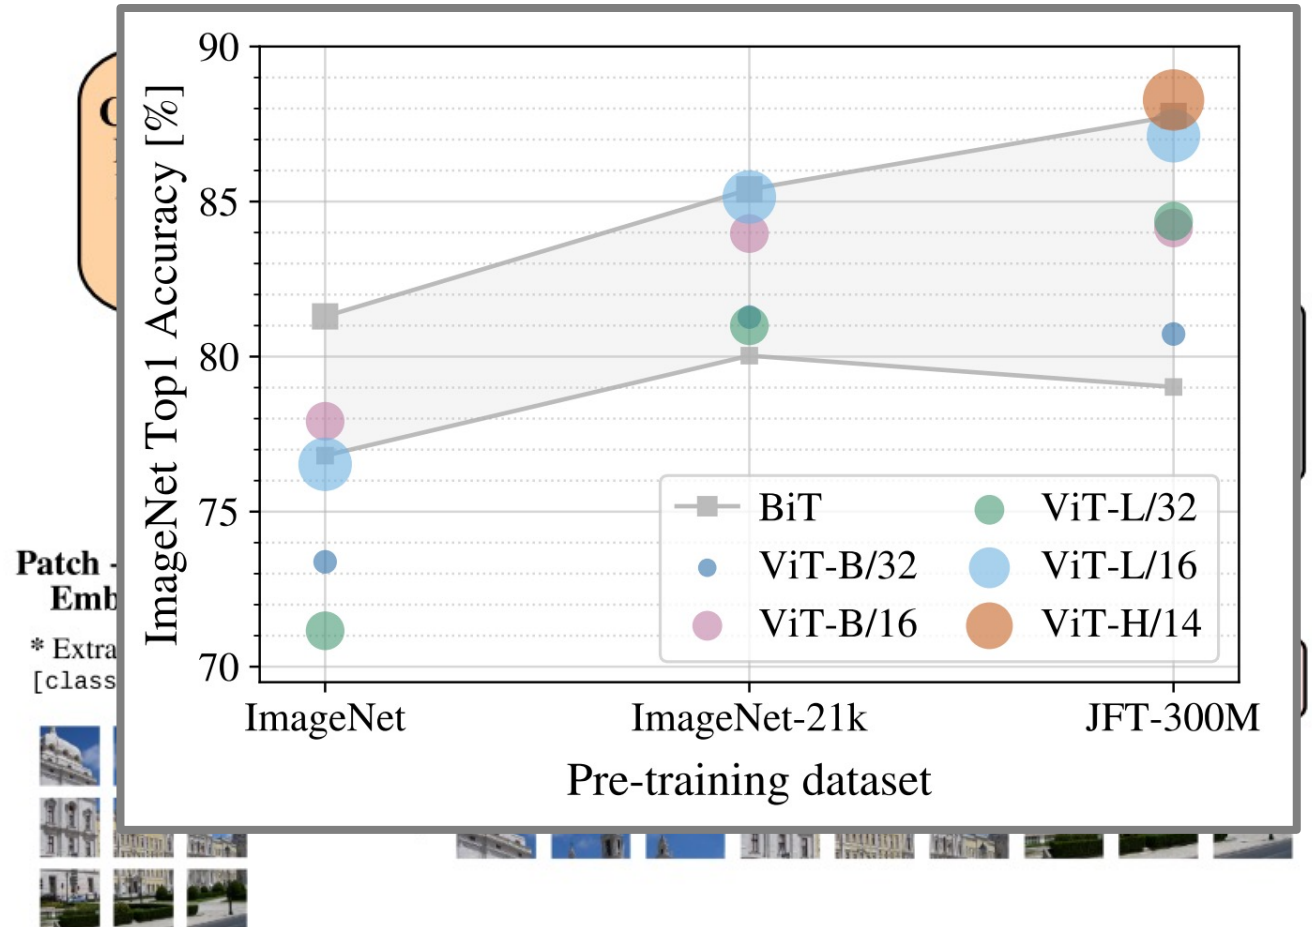 90
85
80
75
70
ImageNet Top1 Accuracy [%]
BiT
ViT-B/32
ViT-B/16
ViT-L/32
ViT-L/16
ViT-H/14
ImageNet
ImageNet-21k
JFT-300M
Pre-training dataset
Patch
Emb
* Extra
[class